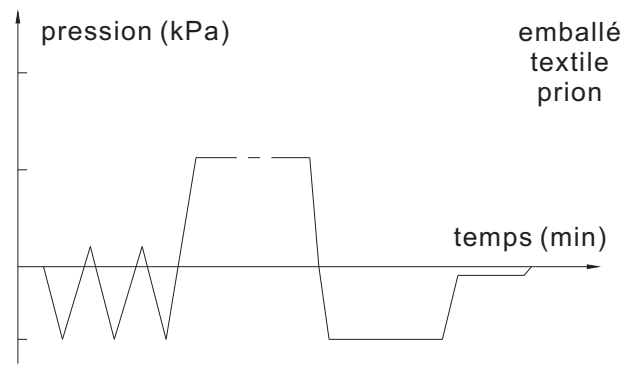 pression (kPa)
emballé
textile
prion
temps (min)